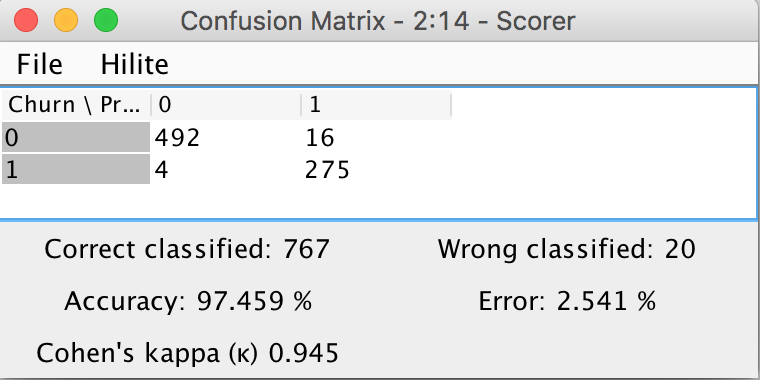 Confusion Matrix - 2:14 - Scorer
File Hilite
Churn \ Pr... 0 1
0 492 16
1 4 275
Correct classified: 767 Wrong classified: 20
Accuracy: 97.459 % Error: 2.541 %
Cohen's kappa (κ) 0.945